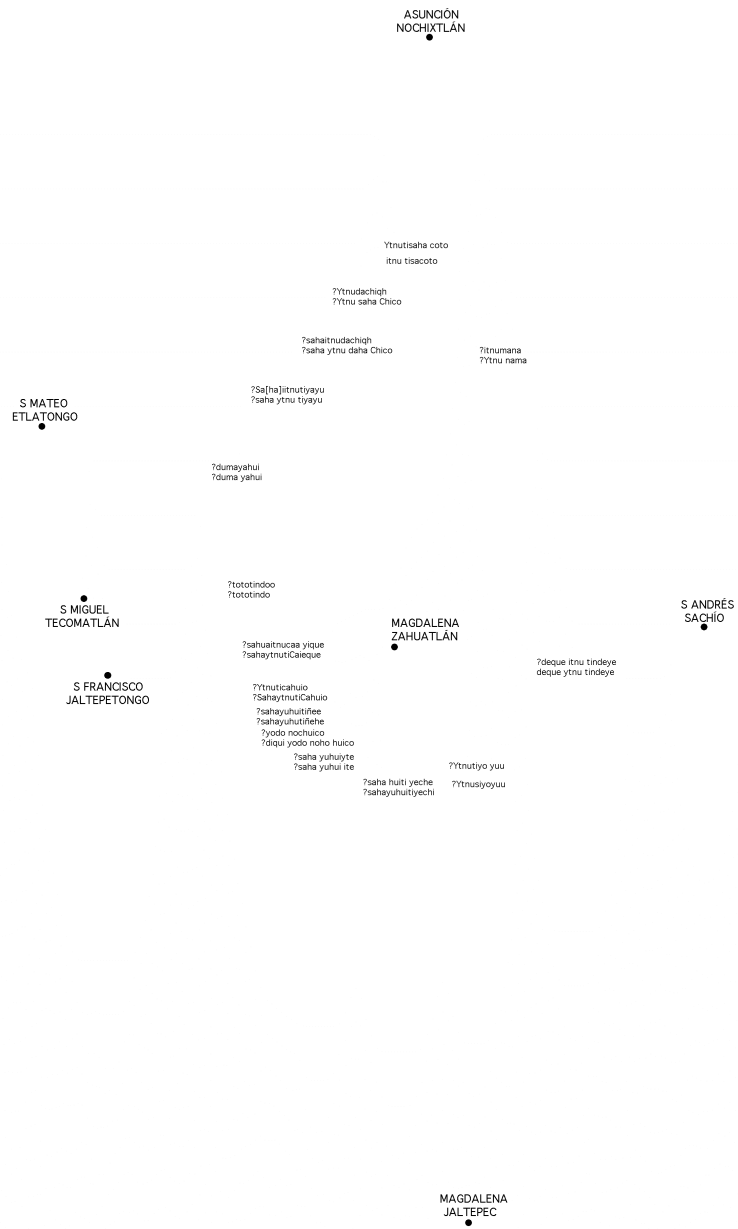 ASUNCIÓN
NOCHIXTLÁN
Ytnutisaha coto
itnu tisacoto
?Ytnudachiqh
?Ytnu saha Chico
?sahaitnudachiqh
?saha ytnu daha Chico
?itnumana
?Ytnu nama
?Sa[ha]iitnutiyayu
?saha ytnu tiyayu
S MATEO
ETLATONGO
?dumayahui
?duma yahui
?tototindoo
?tototindo
S MIGUEL
TECOMATLÁN
S ANDRÉS
SACHÍO
MAGDALENA
ZAHUATLÁN
?sahuaitnucaa yique
?sahaytnutiCaieque
?deque itnu tindeye
deque ytnu tindeye
S FRANCISCO
JALTEPETONGO
?Ytnuticahuio
?SahaytnutiCahuio
?sahayuhuitiñee
?sahayuhutiñehe
?yodo nochuico
?diqui yodo noho huico
?saha yuhuiyte
?saha yuhui ite
?Ytnutiyo yuu
?Ytnusiyoyuu
?saha huiti yeche
?sahayuhuitiyechi
MAGDALENA
JALTEPEC